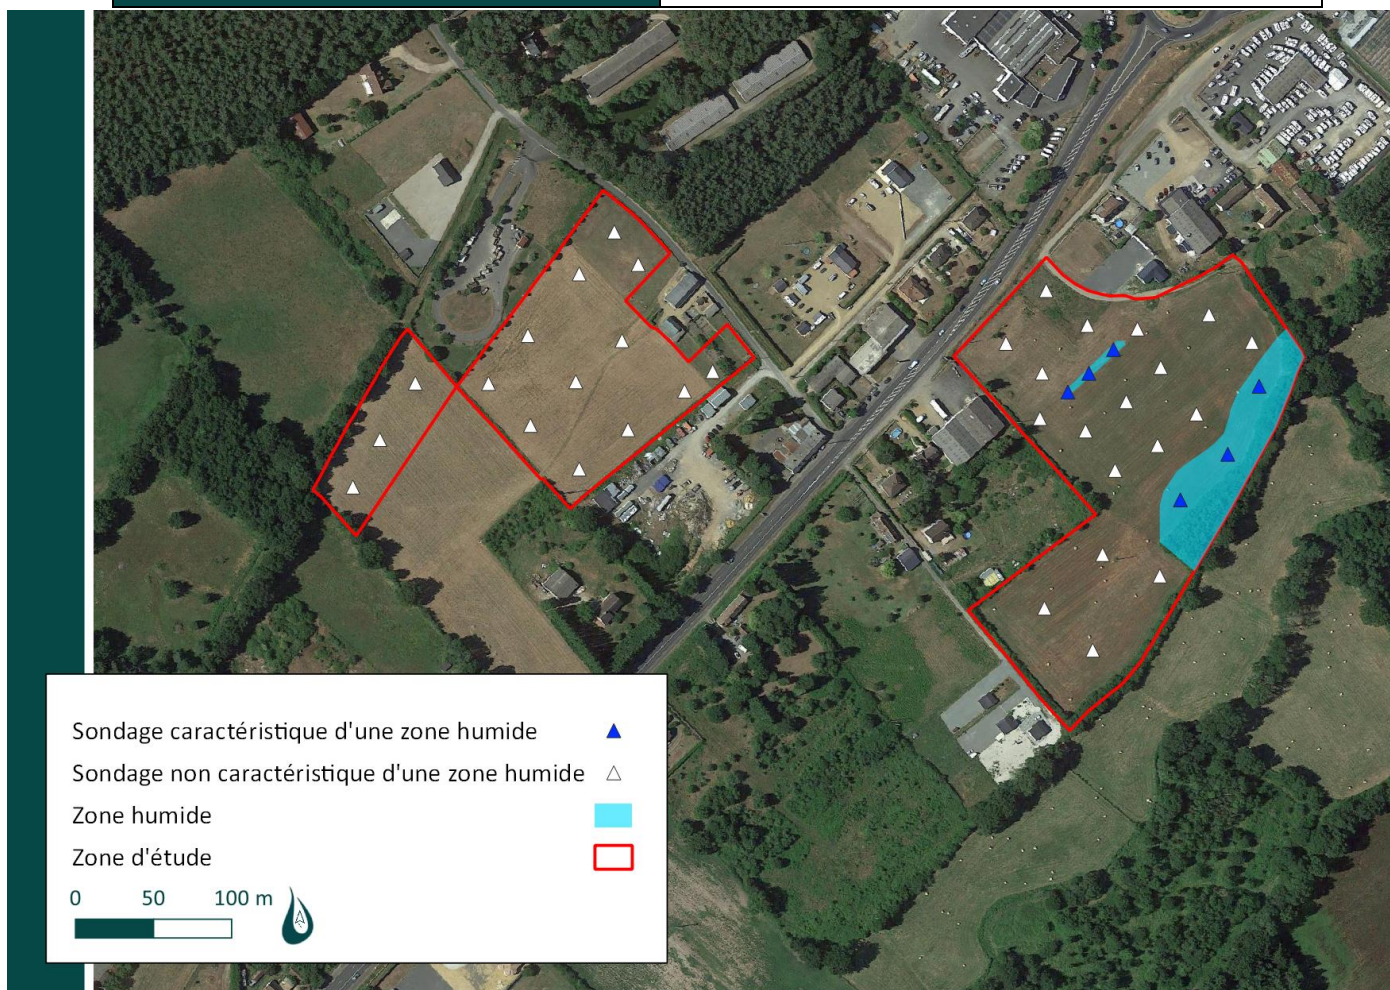 Sondage caractéristique d'une zone humide
Sondage non caractéristique d'une zone humide
Zone humide
Zone d'étude
0 50 100 m